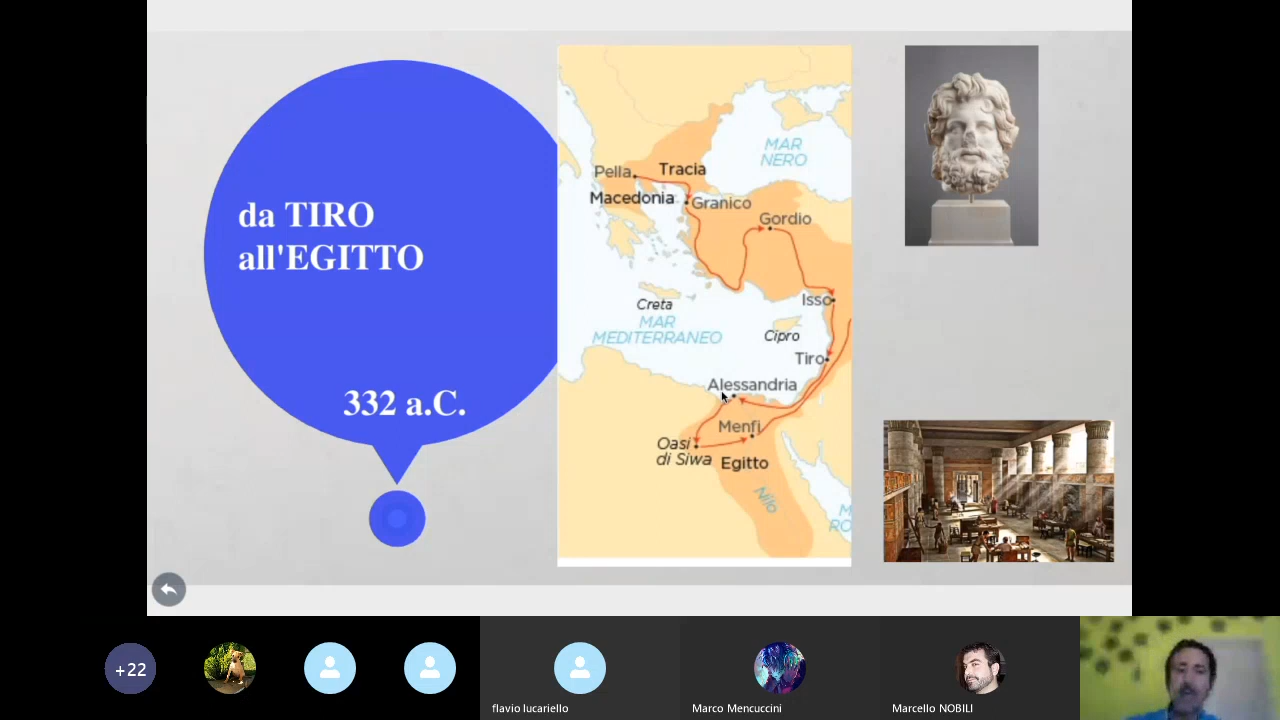 da TIRO
all'EGITTO
332 a.C.
MAR
NERO
Pella
Tracia
Macedonia
Granico
Gordio
Isso
Creta
MAR
MEDITERRANEO
Cipro
Tiro
Alessandria
Menfi
Oasi
di Siwa
Egitto
Nilo
M
RO
+22
flavio lucariello
Marco Mencuccini
Marcello NOBILI